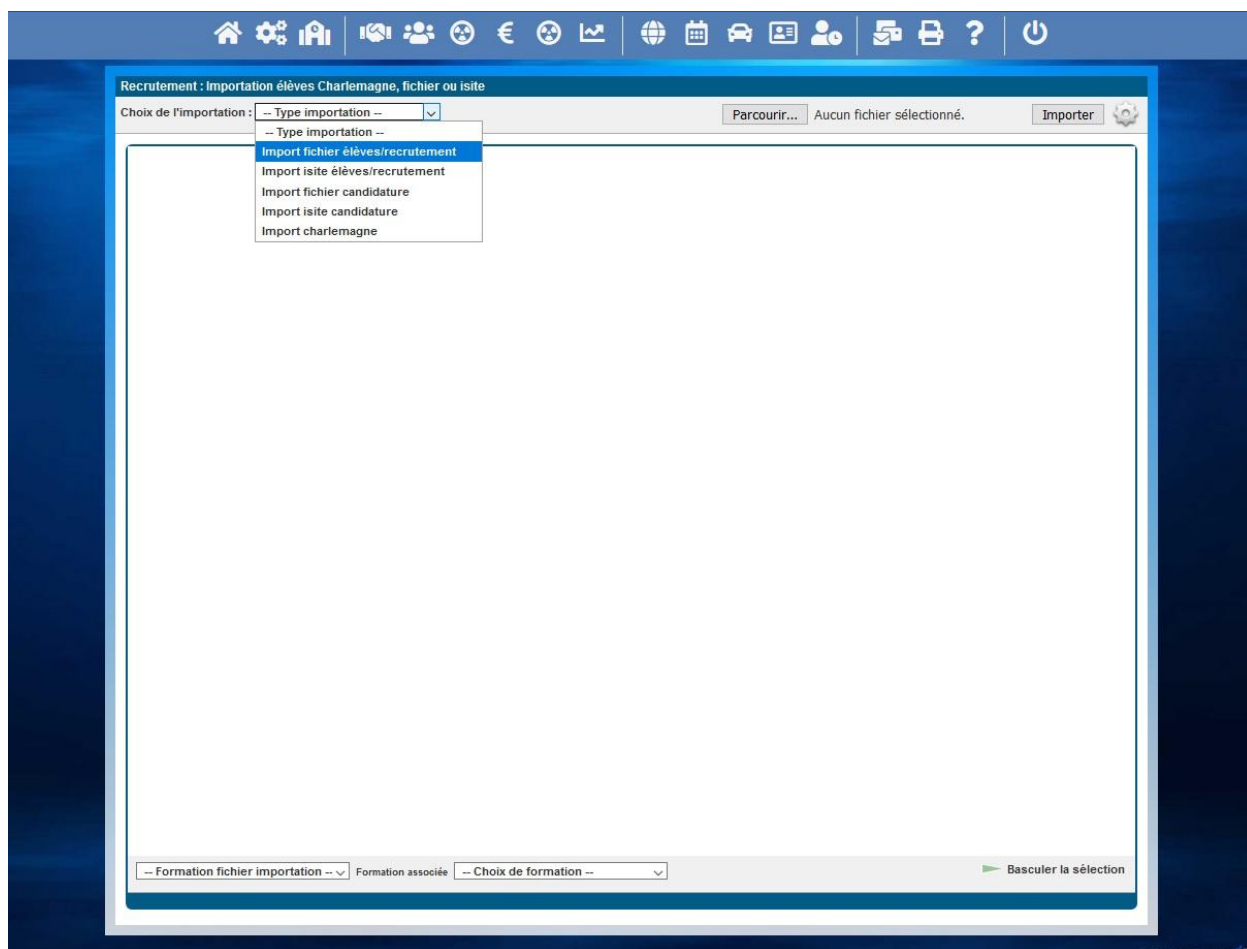 Recrutement : Importation élèves Charlemagne, fichier ou isite
Choix de l'importation : -- Type importation -- Parcourir... Aucun fichier sélectionné. Importer
-- Type importation --
Import fichier élèves/recrutement
Import isite élèves/recrutement
Import fichier candidature
Import isite candidature
Import charlemagne
-- Formation fichier importation -- Formation associée -- Choix de formation -- Basculer la sélection